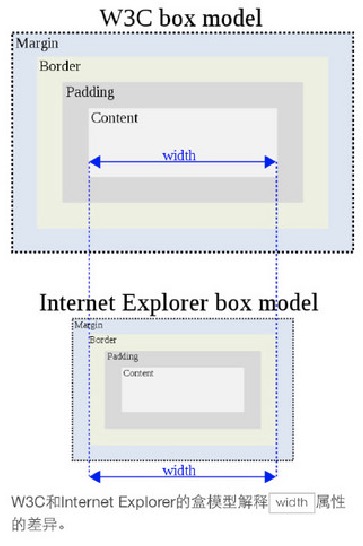 W3C box model
Margin
Border
Padding
Content
width
Internet Explorer box model
Margin
Border
Padding
Content
width
W3C和Internet Explorer的盒模型解释 width 属性
的差异。